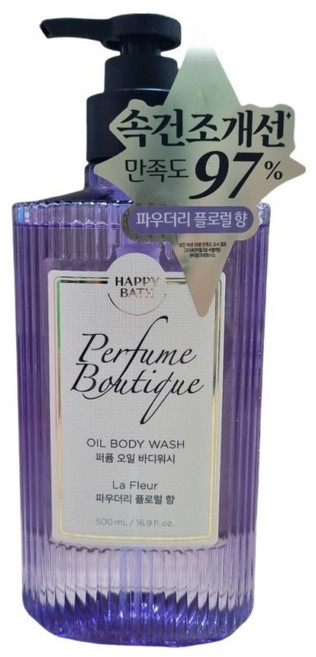 속건조개선*
만족도 97%
파우더리 플로럴 향
HAPPY
BATH
Perfume
Boutique
OIL BODY WASH
퍼퓸 오일 바디워시
La Fleur
파우더리 플로럴 향
500 mL / 16.9 fl. oz.